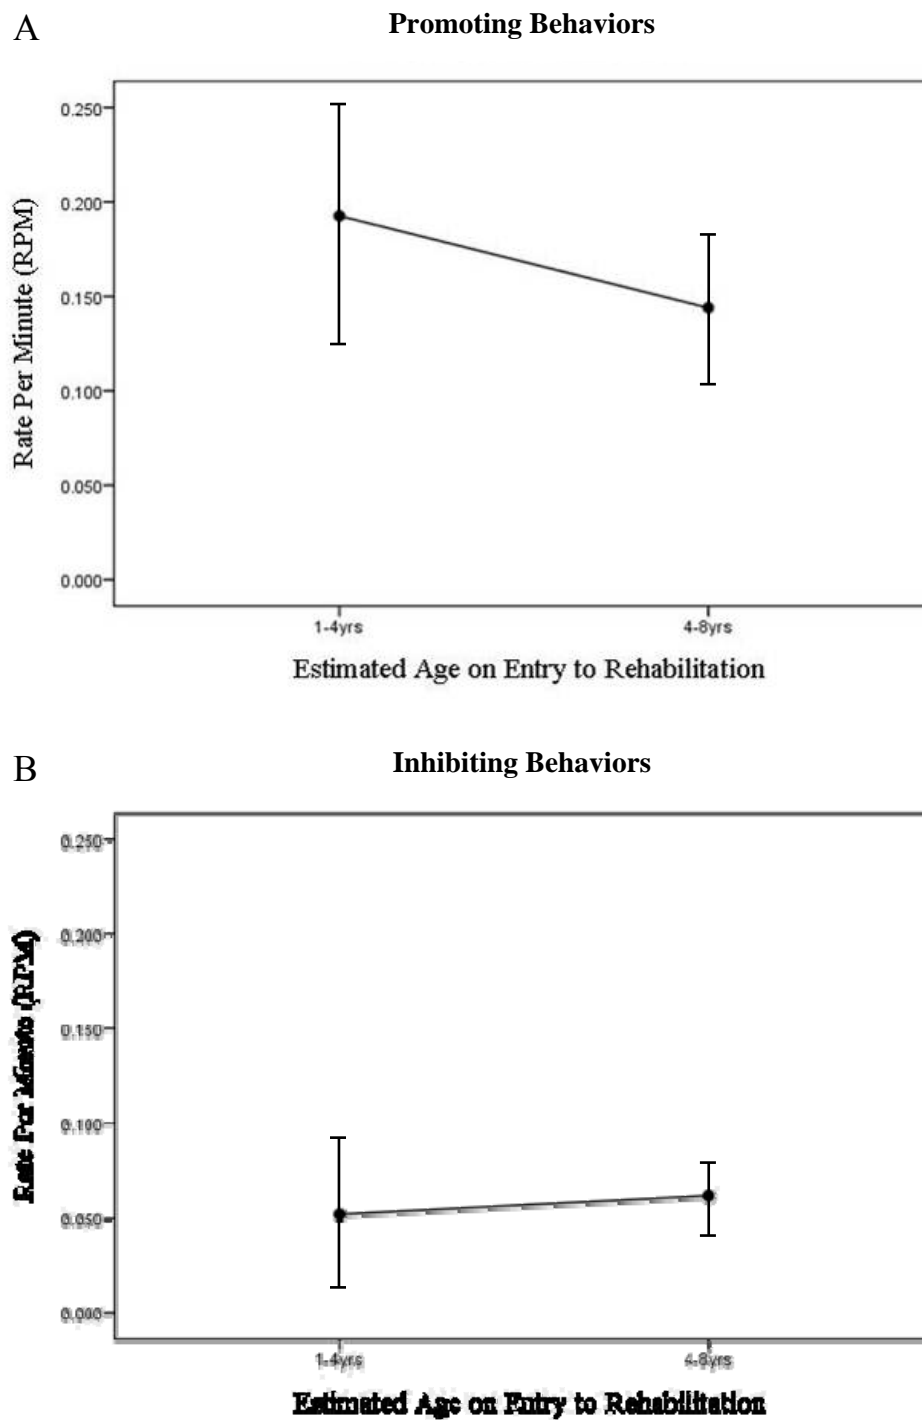 A
Promoting Behaviors
Rate Per Minute (RPM)
0.250
0.200
0.150
0.100
0.050
0.000
1-4yrs
4-8yrs
Estimated Age on Entry to Rehabilitation
B
Inhibiting Behaviors
Rate Per Minute (RPM)
0.250
0.200
0.150
0.100
0.050
0.000
1-4yrs
4-8yrs
Estimated Age on Entry to Rehabilitation